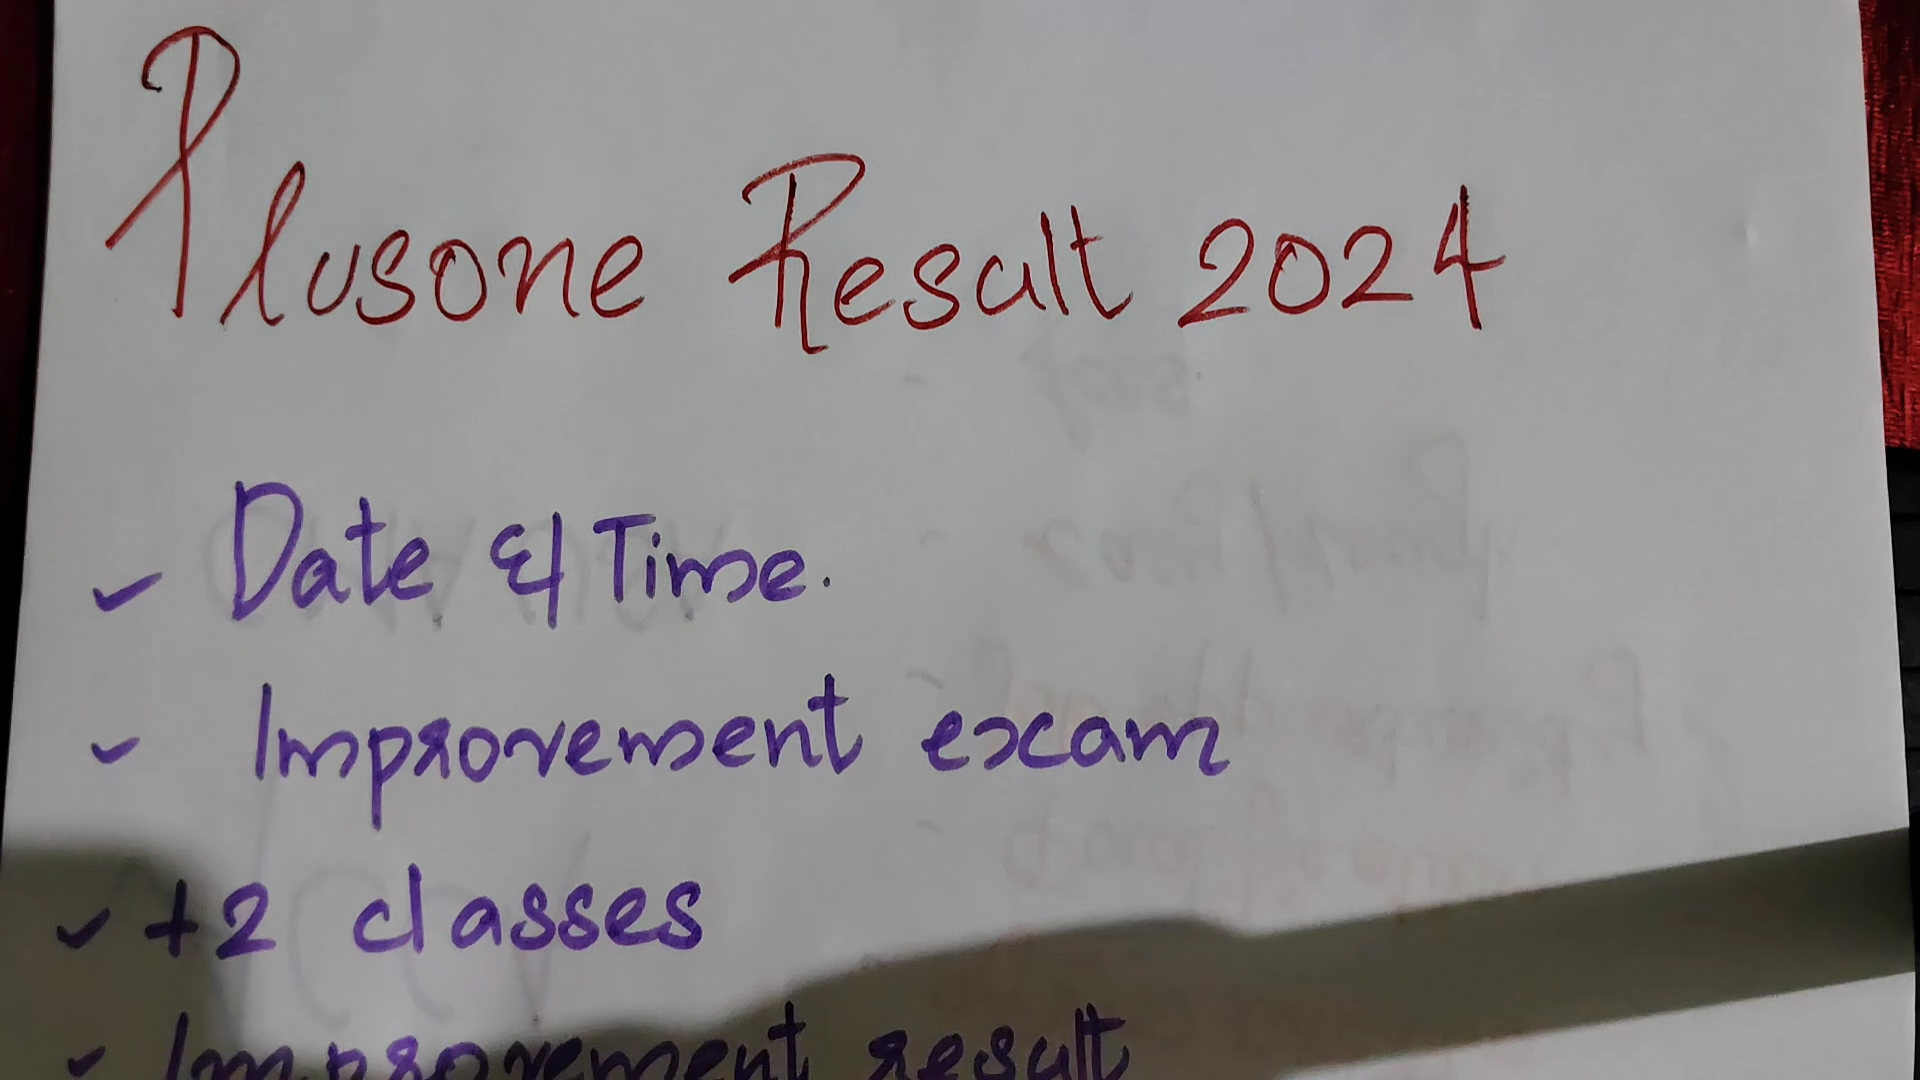 Plusone Result 2024
Date & Time.
Improvement exam
+2 classes
Improvement result